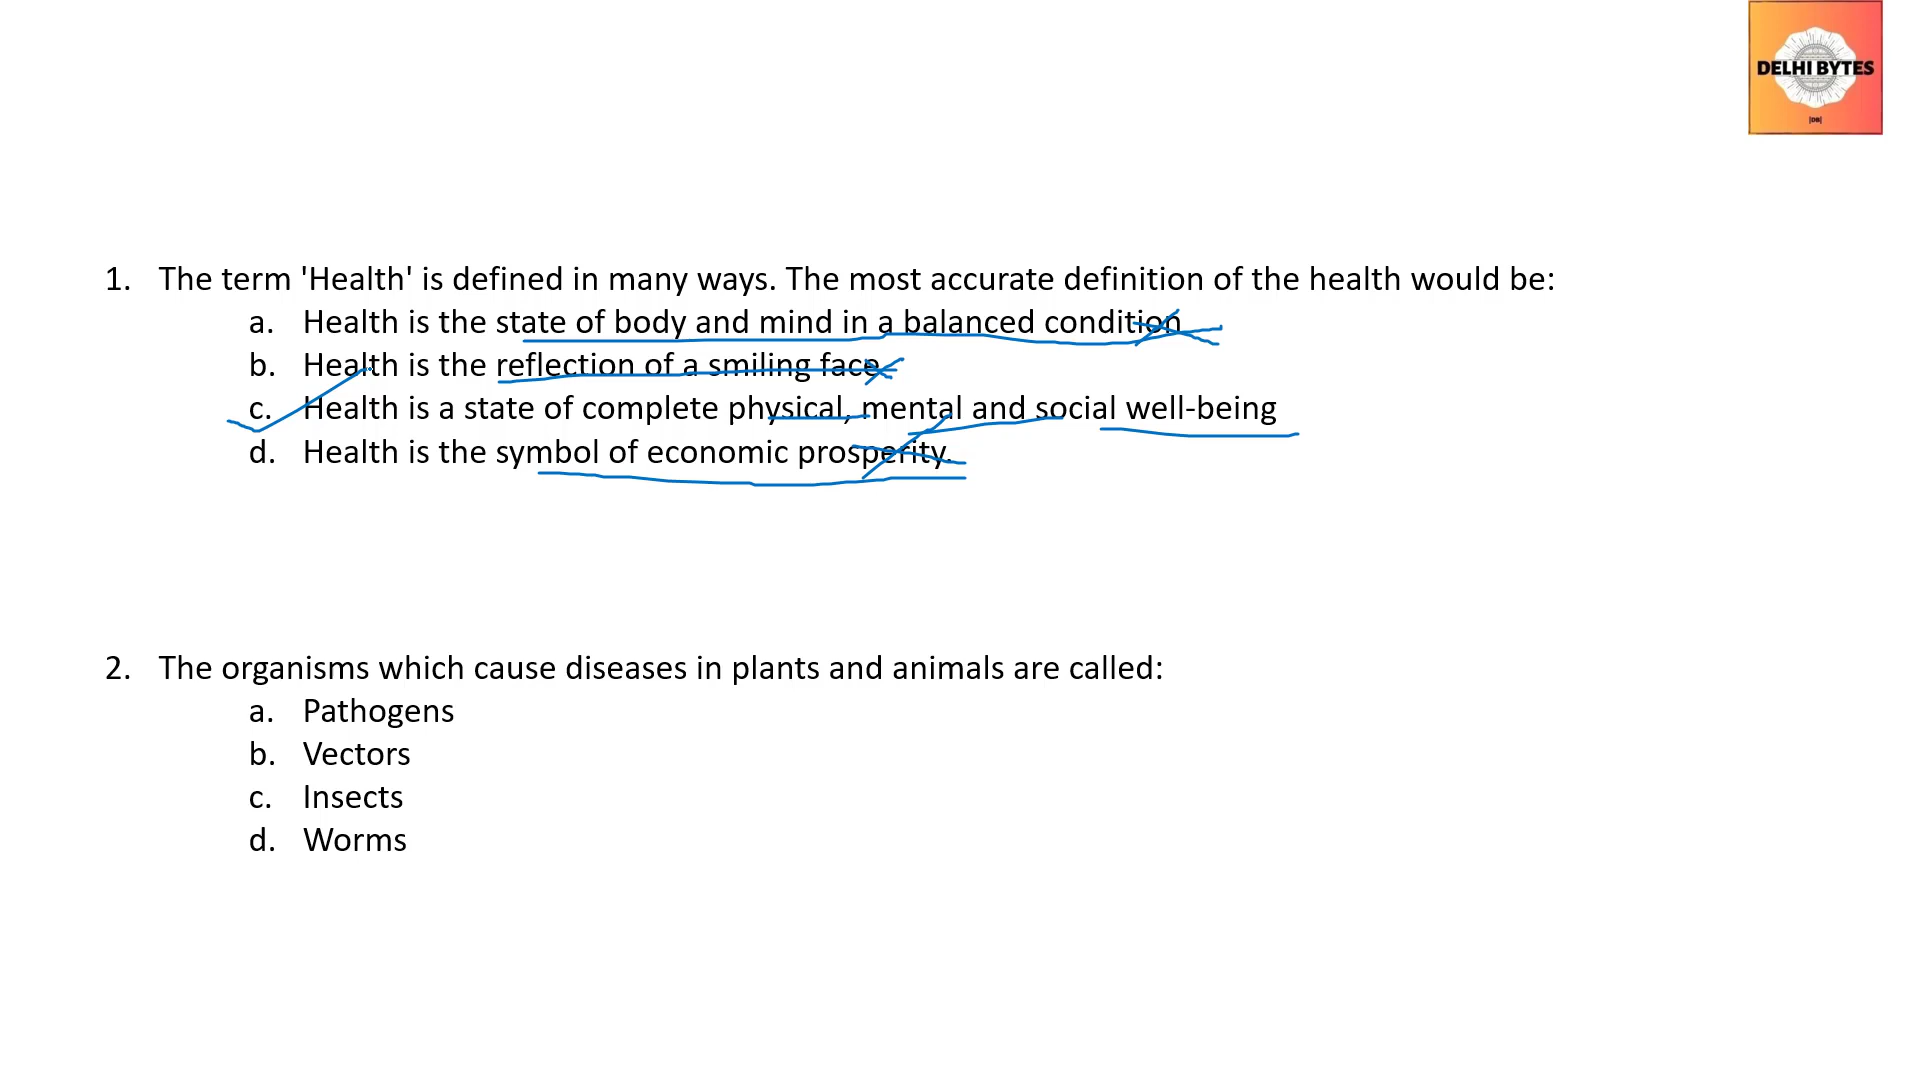 DELHI BYTES
|DB|
1. The term 'Health' is defined in many ways. The most accurate definition of the health would be:
a. Health is the state of body and mind in a balanced condition
b. Health is the reflection of a smiling face.
c. Health is a state of complete physical, mental and social well-being
d. Health is the symbol of economic prosperity.
2. The organisms which cause diseases in plants and animals are called:
a. Pathogens
b. Vectors
c. Insects
d. Worms